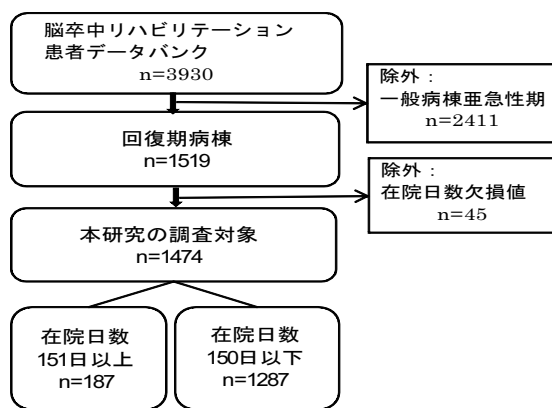 脳卒中リハビリテーション
患者データバンク
n=3930
除外：
一般病棟亜急性期
n=2411
回復期病棟
n=1519
除外：
在院日数欠損値
n=45
本研究の調査対象
n=1474
在院日数
151日以上
n=187
在院日数
150日以下
n=1287